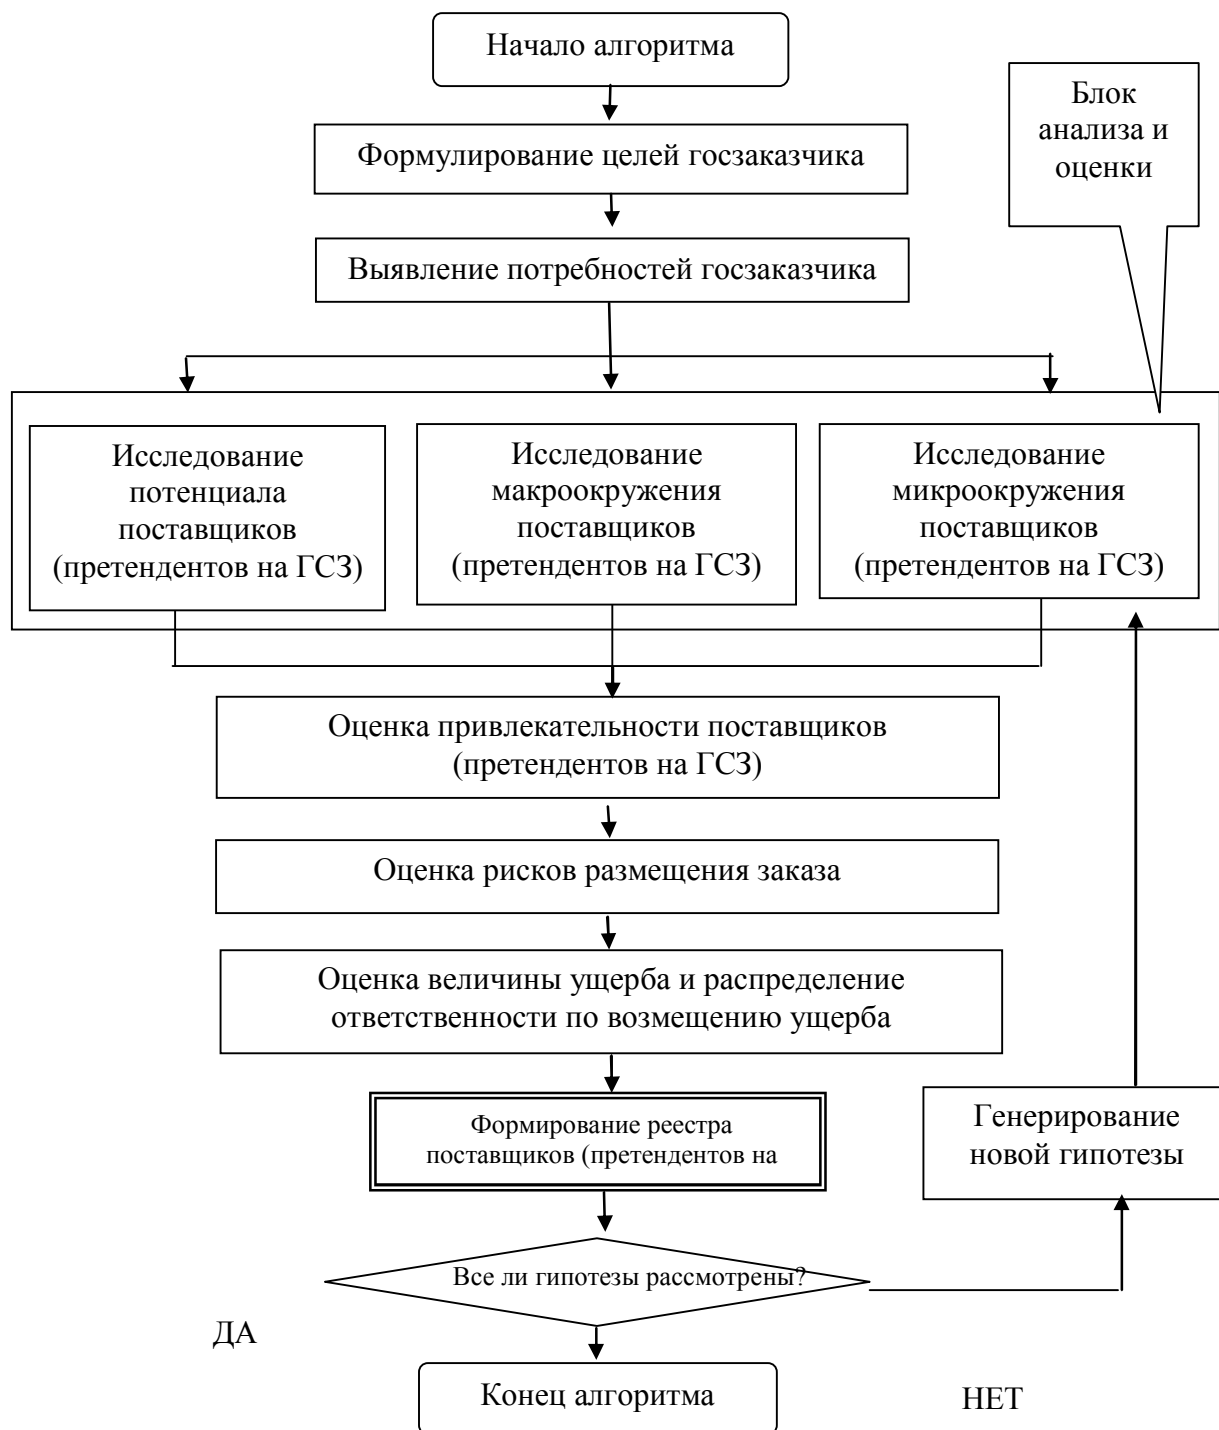 Начало алгоритма
Блок
анализа и
оценки
Формулирование целей госзаказчика
Выявление потребностей госзаказчика
Исследование
потенциала
поставщиков
(претендентов на ГСЗ)
Исследование
макроокружения
поставщиков
(претендентов на ГСЗ)
Исследование
микроокружения
поставщиков
(претендентов на ГСЗ)
Оценка привлекательности поставщиков
(претендентов на ГСЗ)
Оценка рисков размещения заказа
Оценка величины ущерба и распределение
ответственности по возмещению ущерба
Формирование реестра
поставщиков (претендентов на
Генерирование
новой гипотезы
Все ли гипотезы рассмотрены?
ДА
Конец алгоритма
НЕТ